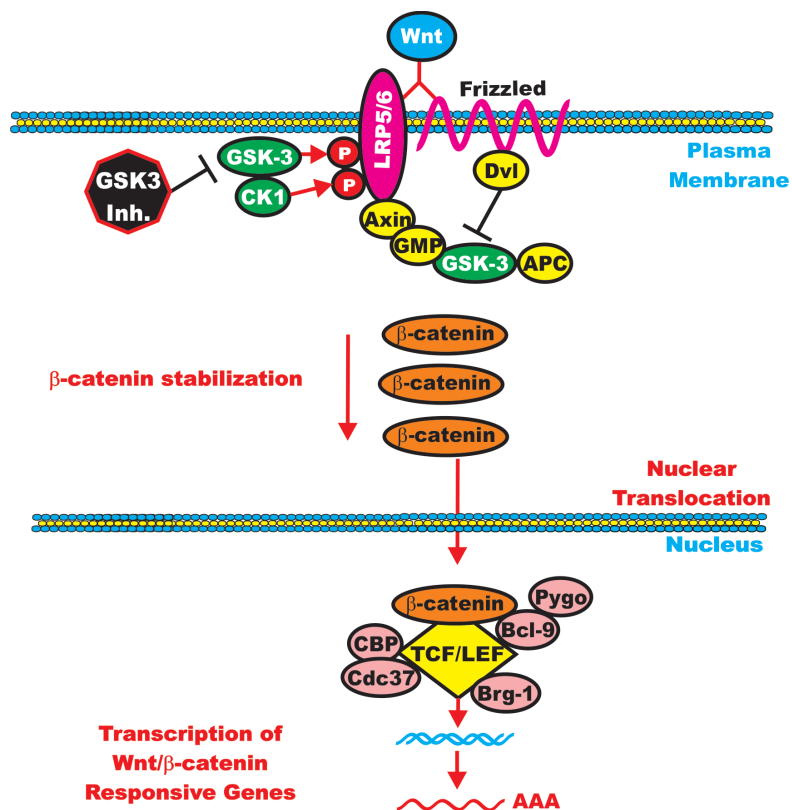 Wnt
Frizzled
LRP5/6
Plasma
Membrane
GSK3
Inh.
GSK-3
P
CK1
P
Dvl
Axin
GMP
GSK-3
APC
β-catenin
β-catenin stabilization
β-catenin
β-catenin
Nuclear
Translocation
Nucleus
β-catenin
Pygo
Bcl-9
CBP
TCF/LEF
Cdc37
Brg-1
Transcription of
Wnt/β-catenin
Responsive Genes
AAA